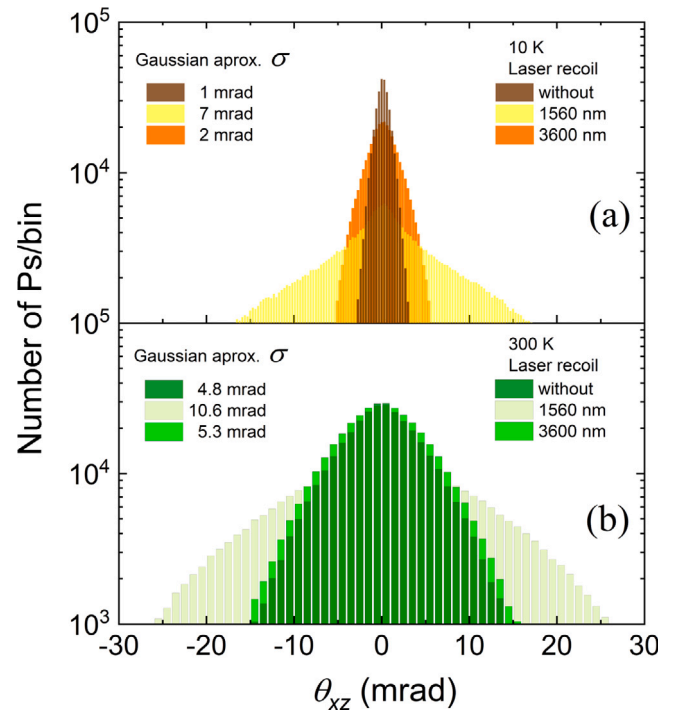 10⁵
Gaussian aprox. σ
1 mrad
7 mrad
2 mrad
10 K
Laser recoil
without
1560 nm
3600 nm
10⁴
(a)
10⁵
Number of Ps/bin
Gaussian aprox. σ
4.8 mrad
10.6 mrad
5.3 mrad
300 K
Laser recoil
without
1560 nm
3600 nm
10⁴
(b)
10³
-30 -20 -10 0 10 20 30
θxz (mrad)